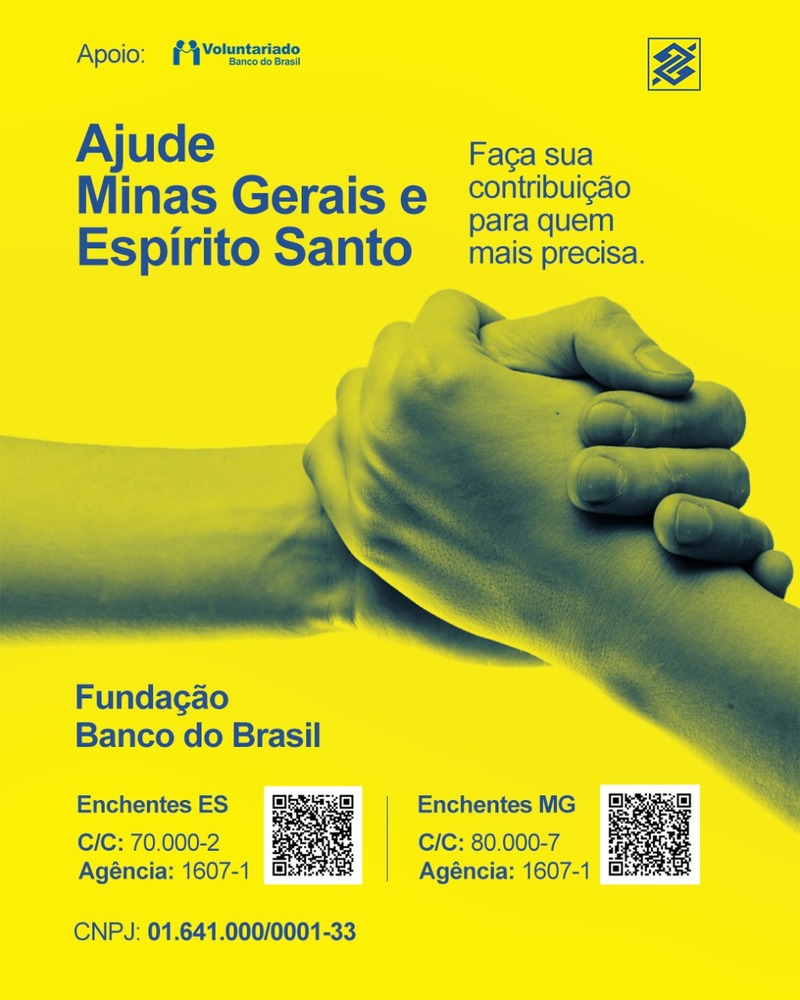 Apoio:
Voluntariado
Banco do Brasil
Ajude
Minas Gerais e
Espírito Santo
Faça sua
contribuição
para quem
mais precisa.
Fundação
Banco do Brasil
Enchentes ES
C/C: 70.000-2
Agência: 1607-1
Enchentes MG
C/C: 80.000-7
Agência: 1607-1
CNPJ: 01.641.000/0001-33